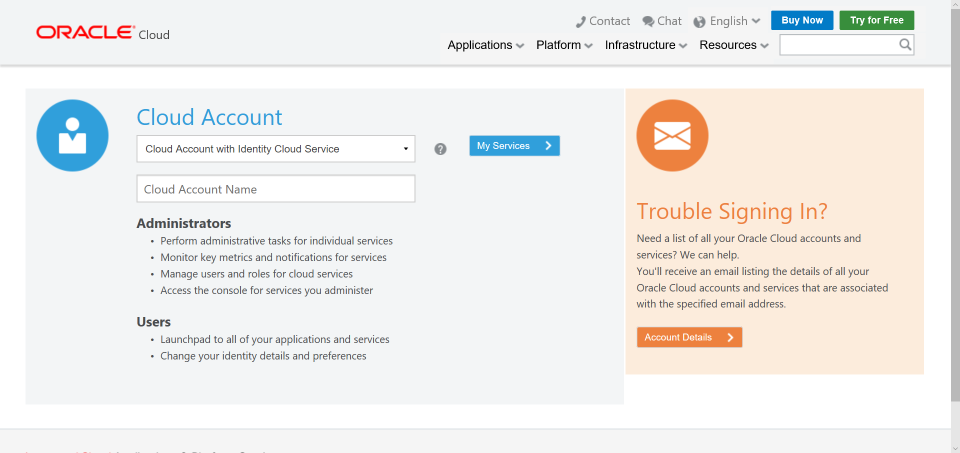 ORACLE Cloud
Contact Chat English Buy Now Try for Free
Applications Platform Infrastructure Resources
Cloud Account
Cloud Account with Identity Cloud Service
?
My Services
Cloud Account Name
Administrators
• Perform administrative tasks for individual services
• Monitor key metrics and notifications for services
• Manage users and roles for cloud services
• Access the console for services you administer
Users
• Launchpad to all of your applications and services
• Change your identity details and preferences
Trouble Signing In?
Need a list of all your Oracle Cloud accounts and
services? We can help.
You'll receive an email listing the details of all your
Oracle Cloud accounts and services that are associated
with the specified email address.
Account Details